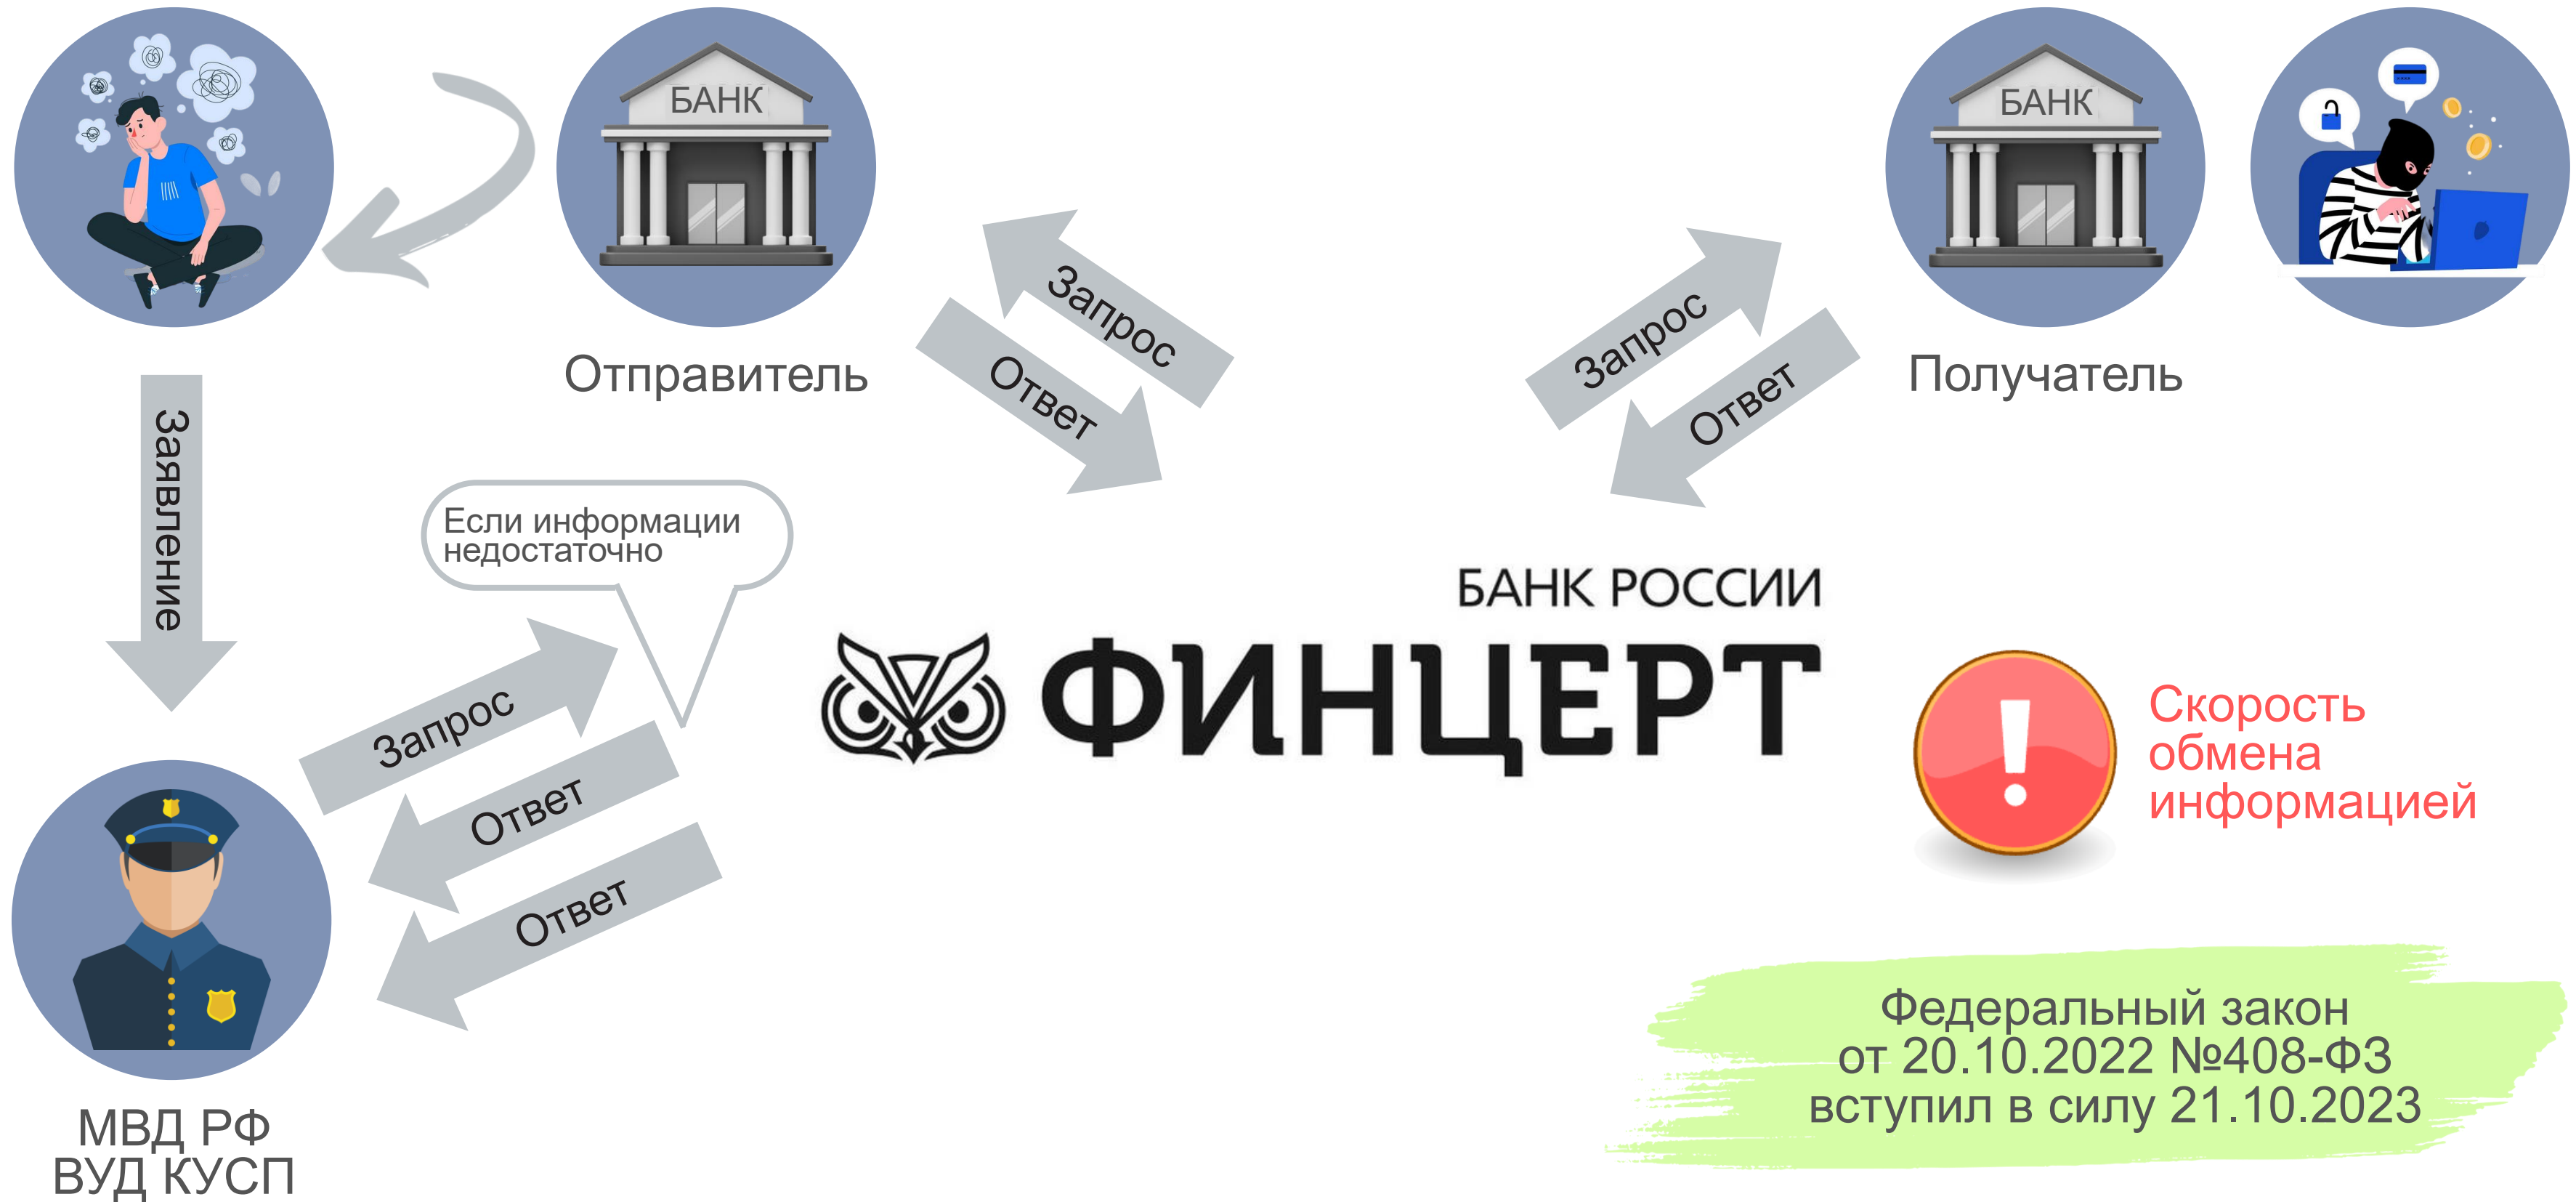 БАНК
БАНК
Отправитель
Получатель
Запрос
Ответ
Запрос
Ответ
Заявление
Если информации
недостаточно
Запрос
Ответ
Ответ
БАНК РОССИИ
ФИНЦЕРТ
Скорость
обмена
информацией
МВД РФ
ВУД КУСП
Федеральный закон
от 20.10.2022 №408-ФЗ
вступил в силу 21.10.2023